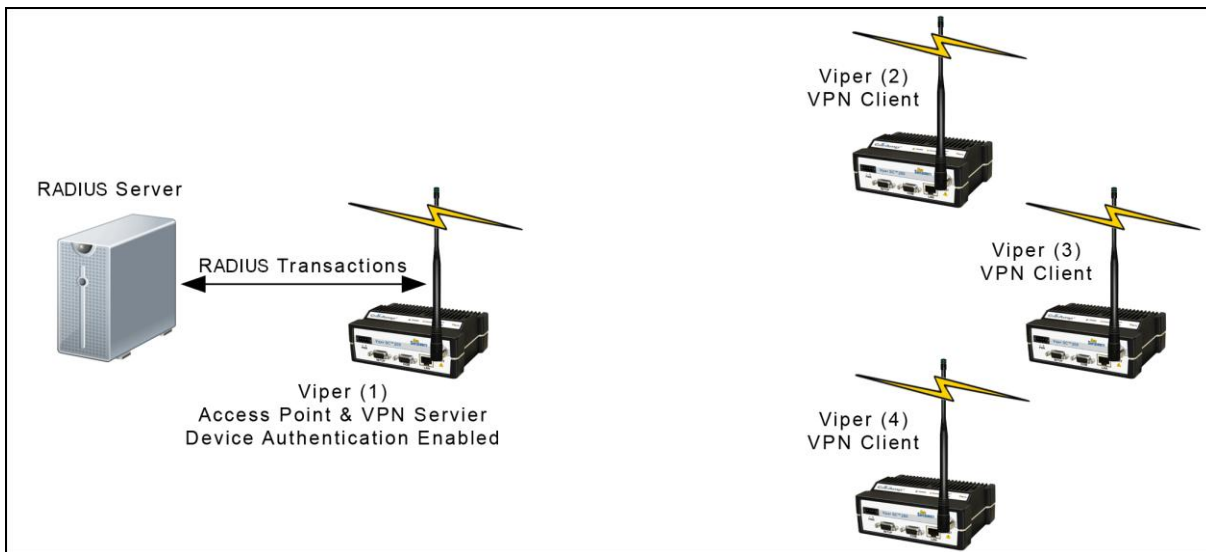 RADIUS Server
RADIUS Transactions
Viper (1)
Access Point & VPN Servier
Device Authentication Enabled
Viper (2)
VPN Client
Viper (3)
VPN Client
Viper (4)
VPN Client